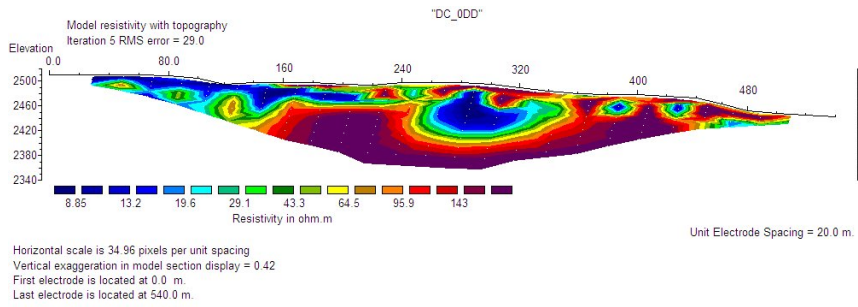 "DC_0DD"
Model resistivity with topography
Iteration 5 RMS error = 29.0
Elevation
0.0 80.0 160 240 320 400 480
2500
2460
2420
2380
2340
8.85 13.2 19.6 29.1 43.3 64.5 95.9 143
Resistivity in ohm.m
Unit Electrode Spacing = 20.0 m.
Horizontal scale is 34.96 pixels per unit spacing
Vertical exaggeration in model section display = 0.42
First electrode is located at 0.0 m.
Last electrode is located at 540.0 m.